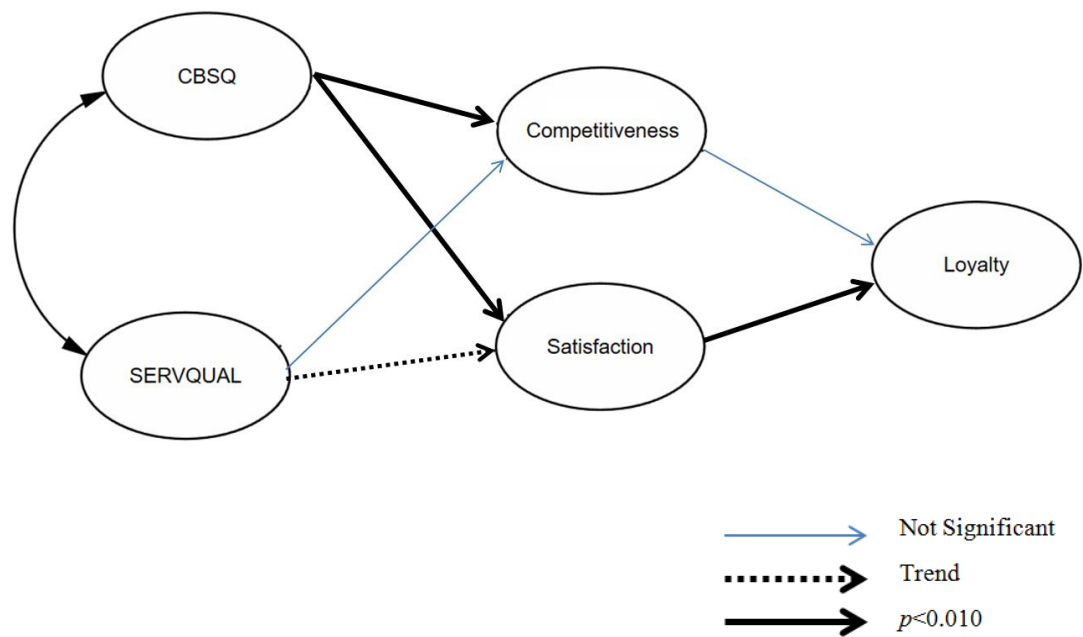 CBSQ
Competitiveness
Loyalty
Satisfaction
SERVQUAL
Not Significant
Trend
p<0.010